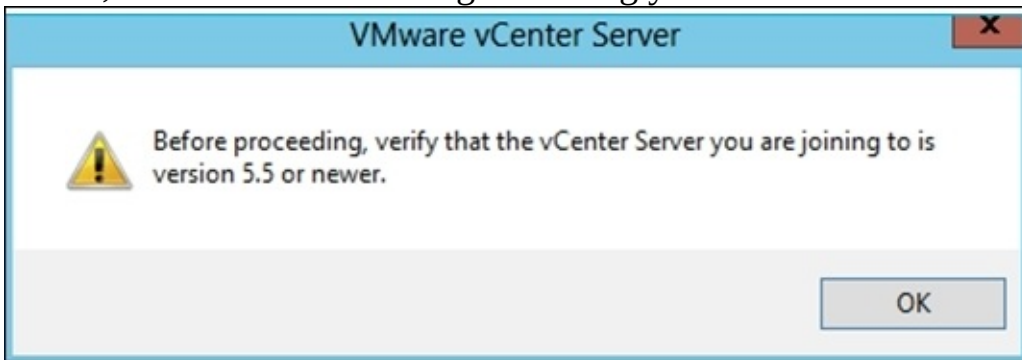 VMware vCenter Server
x
Before proceeding, verify that the vCenter Server you are joining to is
version 5.5 or newer.
OK